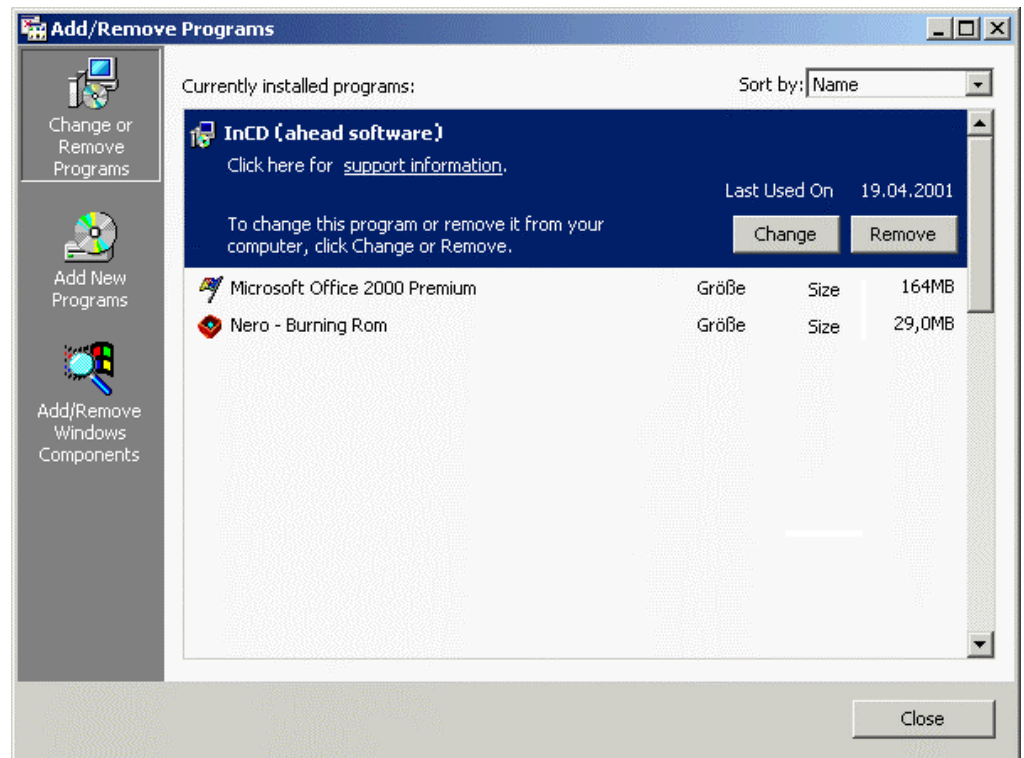 Add/Remove Programs
Change or
Remove
Programs
Add New
Programs
Add/Remove
Windows
Components
Currently installed programs:
Sort by: Name
InCD (ahead software)
Click here for support information.
Last Used On 19.04.2001
To change this program or remove it from your
computer, click Change or Remove.
Change Remove
Microsoft Office 2000 Premium Größe Size 164MB
Nero - Burning Rom Größe Size 29,0MB
Close